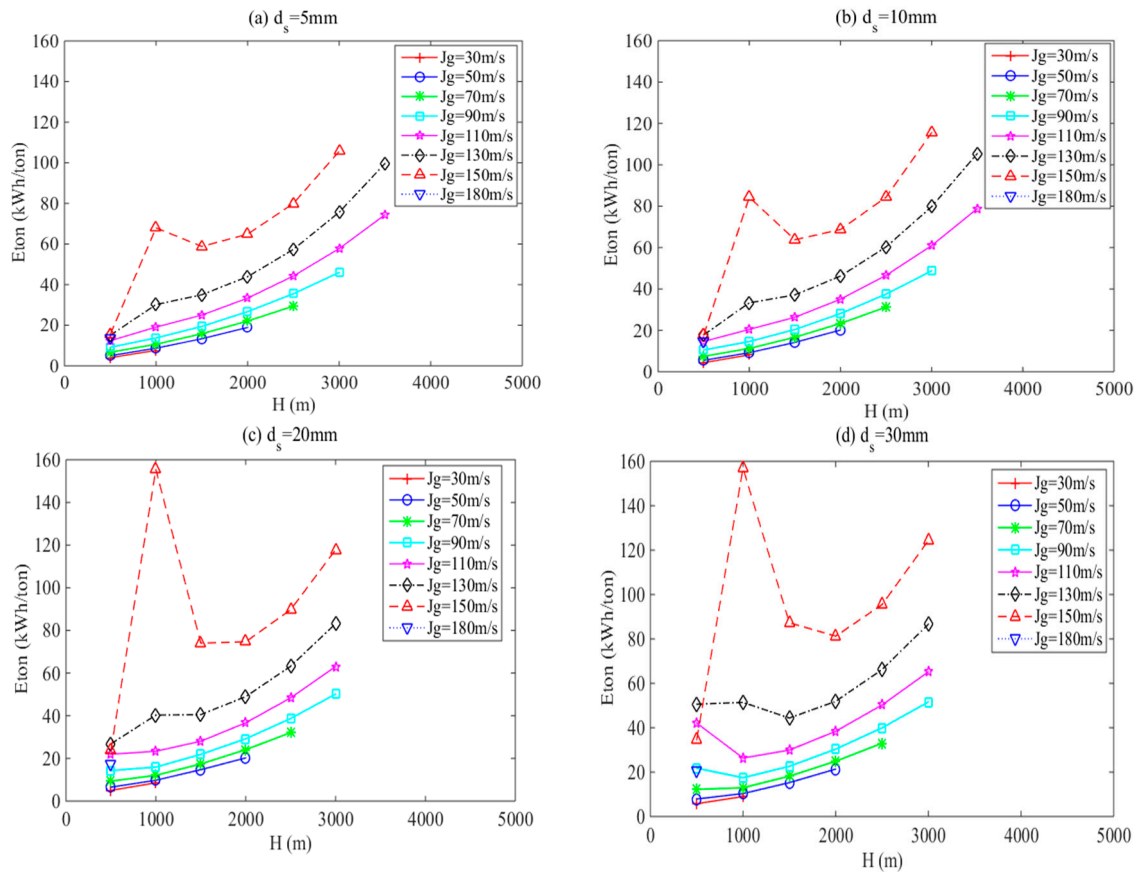 (a) d_s=5mm
160
140
120
100
80
60
40
20
0
Eton (kWh/ton)
0 1000 2000 3000 4000 5000
H (m)
Jg=30m/s
Jg=50m/s
Jg=70m/s
Jg=90m/s
Jg=110m/s
Jg=130m/s
Jg=150m/s
Jg=180m/s
(b) d_s=10mm
160
140
120
100
80
60
40
20
0
Eton (kWh/ton)
0 1000 2000 3000 4000 5000
H (m)
Jg=30m/s
Jg=50m/s
Jg=70m/s
Jg=90m/s
Jg=110m/s
Jg=130m/s
Jg=150m/s
Jg=180m/s
(c) d_s=20mm
160
140
120
100
80
60
40
20
0
Eton (kWh/ton)
0 1000 2000 3000 4000 5000
H (m)
Jg=30m/s
Jg=50m/s
Jg=70m/s
Jg=90m/s
Jg=110m/s
Jg=130m/s
Jg=150m/s
Jg=180m/s
(d) d_s=30mm
160
140
120
100
80
60
40
20
0
Eton (kWh/ton)
0 1000 2000 3000 4000 5000
H (m)
Jg=30m/s
Jg=50m/s
Jg=70m/s
Jg=90m/s
Jg=110m/s
Jg=130m/s
Jg=150m/s
Jg=180m/s